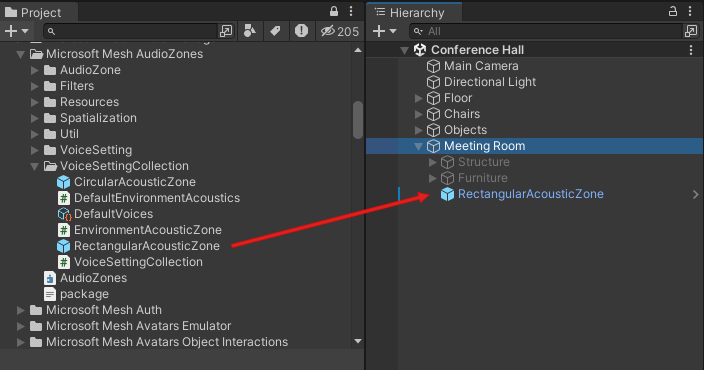 Project
205
Microsoft Mesh AudioZones
AudioZone
Filters
Resources
Spatialization
Util
VoiceSetting
VoiceSettingCollection
CircularAcousticZone
DefaultEnvironmentAcoustics
DefaultVoices
EnvironmentAcousticZone
RectangularAcousticZone
VoiceSettingCollection
AudioZones
package
Microsoft Mesh Auth
Microsoft Mesh Avatars Emulator
Microsoft Mesh Avatars Object Interactions
Hierarchy
All
Conference Hall
Main Camera
Directional Light
Floor
Chairs
Objects
Meeting Room
Structure
Furniture
RectangularAcousticZone